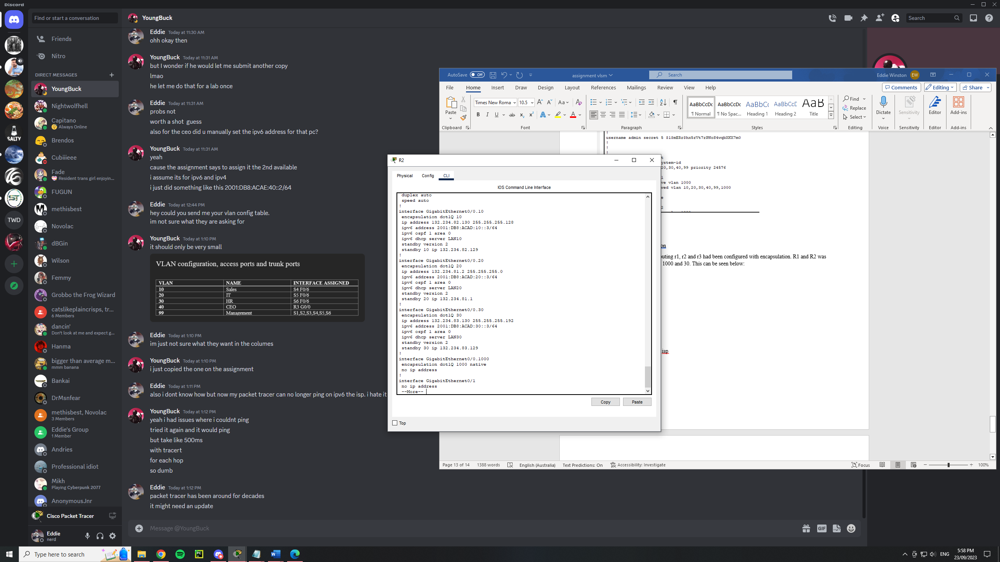 Discord
Find or start a conversation
Friends
Nitro
DIRECT MESSAGES
YoungBuck
Nightwolfhell
Capitano
Always Online
Brendos
Cubiiieee
Fade
Resident trans girl enjoyin...
FUGUN
methisbest
Novolac
dBGin
Wilson
Femmy
Grobbo the Frog Wizard
catslikeplaincrisps, tr...
6 Members
dancin'
Don't look at me and expect g...
Hanma
bigger than average m...
mmm banana
Bankai
DrMsnfear
methisbest, Novolac
3 Members
Eddie's Group
1 Member
Andries
Professional idiot
Mikh
Playing Cyberpunk 2077
AnonymousJnr
Cisco Packet Tracer
Eddie
nerd
SALTY
ST
TWD
YoungBuck
Search
Eddie Today at 11:30 AM
ohh okay then
YoungBuck Today at 11:31 AM
but I wonder if he would let me submit another copy
lmao
he let me do that for a lab once
Eddie Today at 11:31 AM
probs not
worth a shot guess
also for the ceo did u manually set the ipv6 address for that pc?
YoungBuck Today at 11:31 AM
yeah
cause the assignment says to assign it the 2nd available
i assume its for ipv6 and ipv4
i just did something like this 2001:DB8:ACAE:40::2/64
Eddie Today at 12:44 PM
hey could you send me your vlan config table.
im not sure what they are asking for
YoungBuck Today at 1:10 PM
it should only be very small
VLAN configuration, access ports and trunk ports
VLAN NAME INTERFACE ASSIGNED
10 Sales S4 F0/6
20 IT S5 F0/6
30 HR S6 F0/6
40 CEO R3 G0/0
99 Management S1,S2,S3,S4,S5,S6
Eddie Today at 1:10 PM
im just not sure what they want in the columes
YoungBuck Today at 1:10 PM
i just copied the one on the assignment
Eddie Today at 1:11 PM
also i dont know how but now my packet tracer can no longer ping on ipv6 the isp. i hate it
YoungBuck Today at 1:12 PM
yeah i had issues where i couldnt ping
tried it again and it would ping
but take like 500ms
with tracert
for each hop
so dumb
Eddie Today at 1:12 PM
packet tracer has been around for decades
it might need an update
Message @YoungBuck
GIF
AutoSave Off
assignment vlsm
Search
Eddie Winston EW
File Home Insert Draw Design Layout References Mailings Review View Help
Comments Editing Share
Paste
Times New Roma 10.5
Aa
B I U ab x2 x2 A A
AaBbCcDc AaBbCcDc AaBbCc AaBbCcD AaB
¶ Normal ¶ No Spac... Heading 1 Heading 2 Title
Find
Replace
Select
Dictate Sensitivity Editor Add-ins
Clipboard Font Paragraph Styles Editing Voice Sensitivity Editor Add-ins
!
username admin secret 5 $1$mERr$hx5rVt7rPNoS4wqbXKX7m0
!
!
!
t
ystem-id
20,30,40,99 priority 24576
1
ve vlan 1000
wed vlan 10,20,30,40,99,1000
e
2
on
outing r1, r2 and r3 had been configured with encapsulation. R1 and R2 was
1000 and 30. This can be seen below:
isp
Page 13 of 14 1388 words English (Australia) Text Predictions: On Accessibility: Investigate Focus 100%
R2
Physical Config CLI
IOS Command Line Interface
duplex auto
speed auto
!
interface GigabitEthernet0/0.10
encapsulation dot1Q 10
ip address 132.234.82.130 255.255.255.128
ipv6 address 2001:DB8:ACAD:10::3/64
ipv6 ospf 1 area 0
ipv6 dhcp server LAN10
standby version 2
standby 10 ip 132.234.82.129
!
interface GigabitEthernet0/0.20
encapsulation dot1Q 20
ip address 132.234.81.2 255.255.255.0
ipv6 address 2001:DB8:ACAD:20::3/64
ipv6 ospf 1 area 0
ipv6 dhcp server LAN20
standby version 2
standby 20 ip 132.234.81.1
!
interface GigabitEthernet0/0.30
encapsulation dot1Q 30
ip address 132.234.83.130 255.255.255.192
ipv6 address 2001:DB8:ACAD:30::3/64
ipv6 ospf 1 area 0
ipv6 dhcp server LAN30
standby version 2
standby 30 ip 132.234.83.129
!
interface GigabitEthernet0/0.1000
encapsulation dot1Q 1000 native
no ip address
!
interface GigabitEthernet0/1
no ip address
--More--
Copy Paste
Top
Type here to search
ENG
5:58 PM
23/09/2023